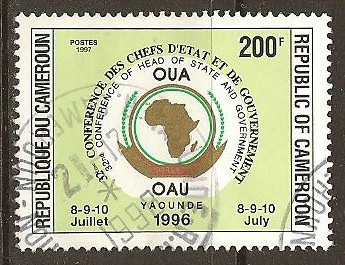 POSTES
1997
200F
REPUBLIQUE DU CAMEROUN
32ème CONFERENCE DES CHEFS D'ETAT ET DE GOUVERNEMENT
32nd CONFERENCE OF HEAD OF STATE AND GOVERNMENT
OUA
OAU
YAOUNDE
1996
8-9-10
Juillet
8-9-10
July
REPUBLIC OF CAMEROON